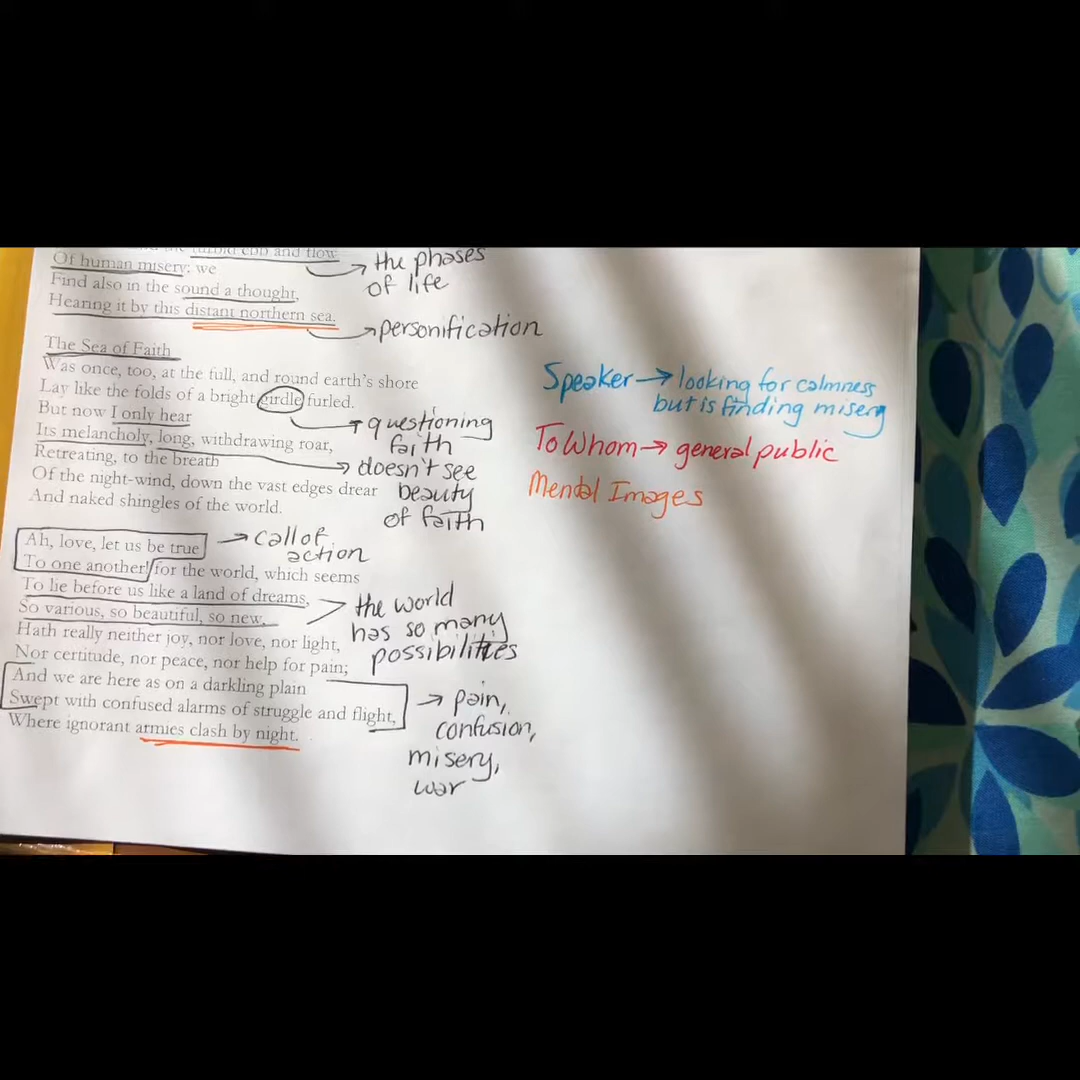 ebb and flow
Of human misery; we
Find also in the sound a thought,
Hearing it by this distant northern sea.
the phases
of life
personification
The Sea of Faith
Was once, too, at the full, and round earth's shore
Lay like the folds of a bright girdle furled.
But now I only hear
Its melancholy, long, withdrawing roar,
Retreating, to the breath
Of the night-wind, down the vast edges drear
And naked shingles of the world.
questioning
faith
doesn't see
beauty
of faith
Ah, love, let us be true
To one another! for the world, which seems
To lie before us like a land of dreams,
So various, so beautiful, so new,
Hath really neither joy, nor love, nor light,
Nor certitude, nor peace, nor help for pain;
And we are here as on a darkling plain
Swept with confused alarms of struggle and flight,
Where ignorant armies clash by night.
→ call of
action
the world
has so many
possibilities
→ pain,
confusion,
misery,
war
Speaker → looking for calmness
but is finding misery
To Whom → general public
Mental Images